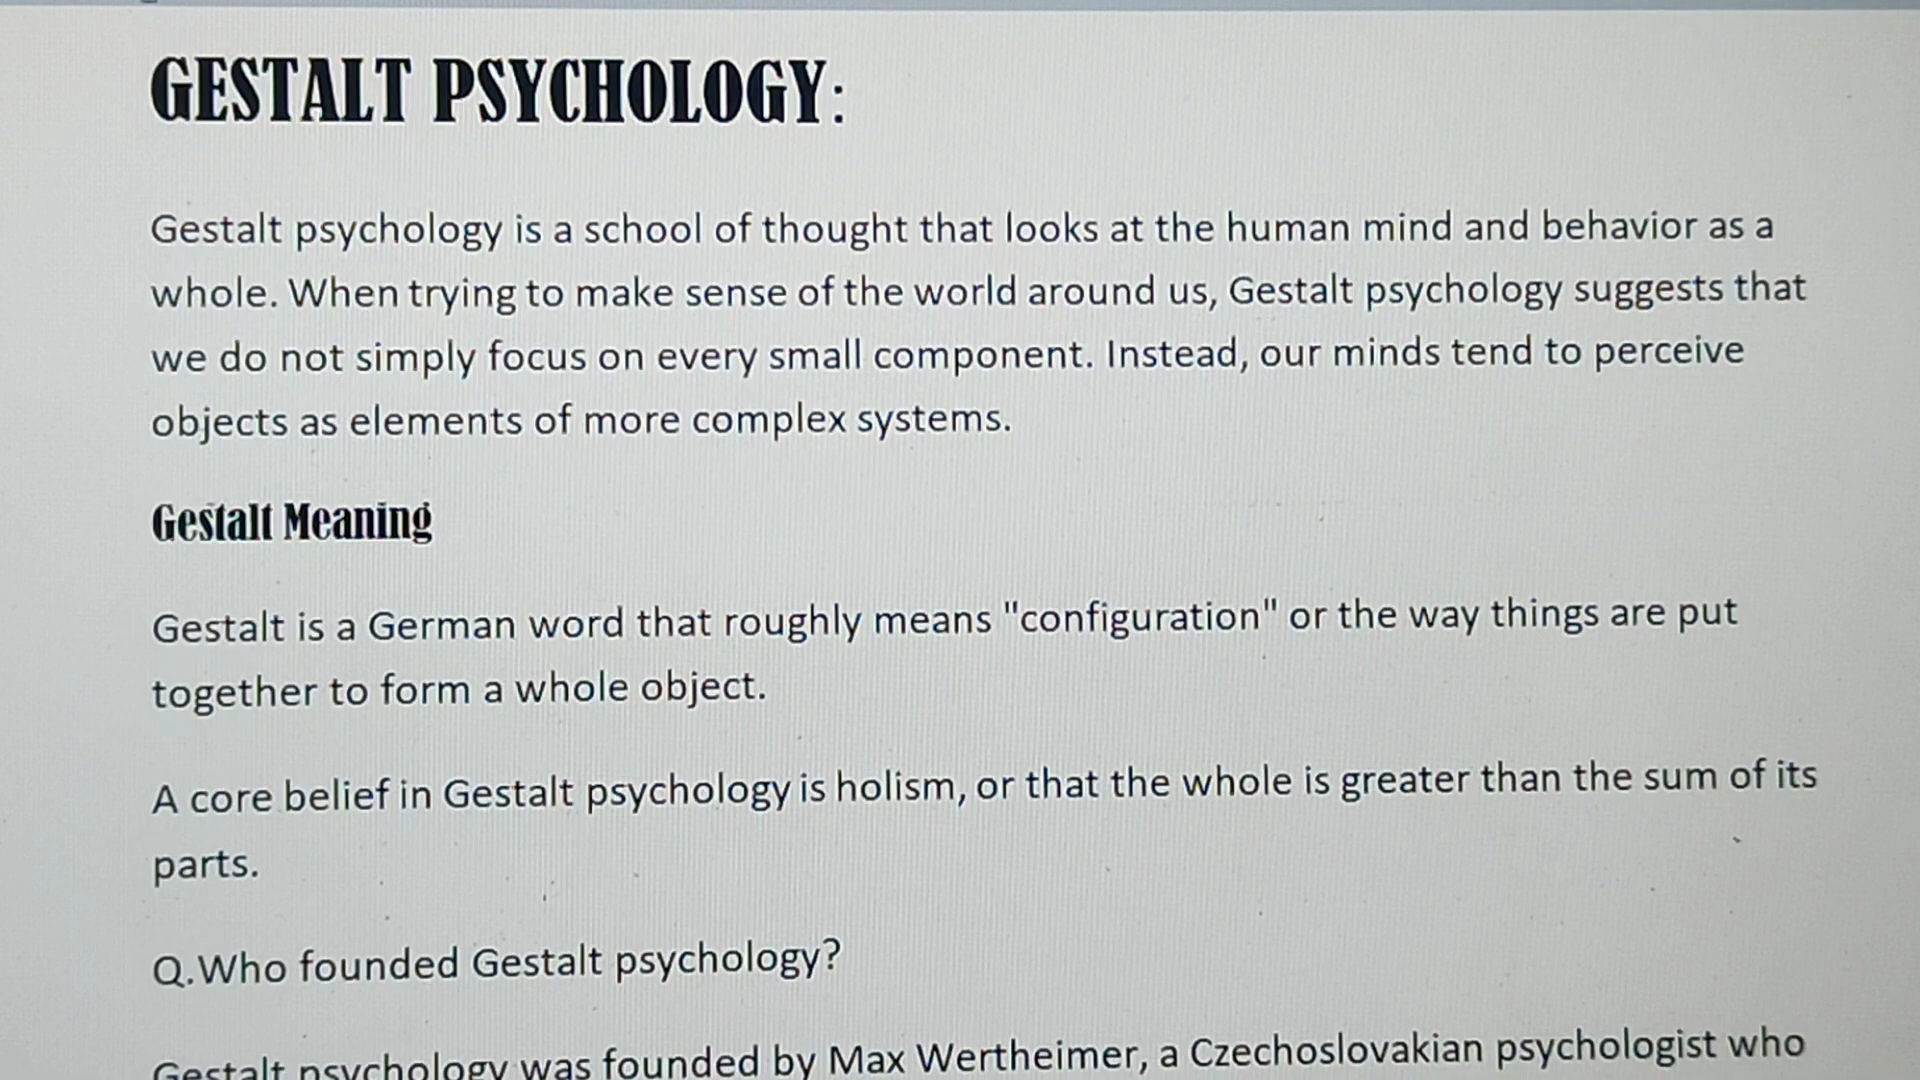 GESTALT PSYCHOLOGY:
Gestalt psychology is a school of thought that looks at the human mind and behavior as a
whole. When trying to make sense of the world around us, Gestalt psychology suggests that
we do not simply focus on every small component. Instead, our minds tend to perceive
objects as elements of more complex systems.
Gestalt Meaning
Gestalt is a German word that roughly means "configuration" or the way things are put
together to form a whole object.
A core belief in Gestalt psychology is holism, or that the whole is greater than the sum of its
parts.
Q.Who founded Gestalt psychology?
Gestalt psychology was founded by Max Wertheimer, a Czechoslovakian psychologist who